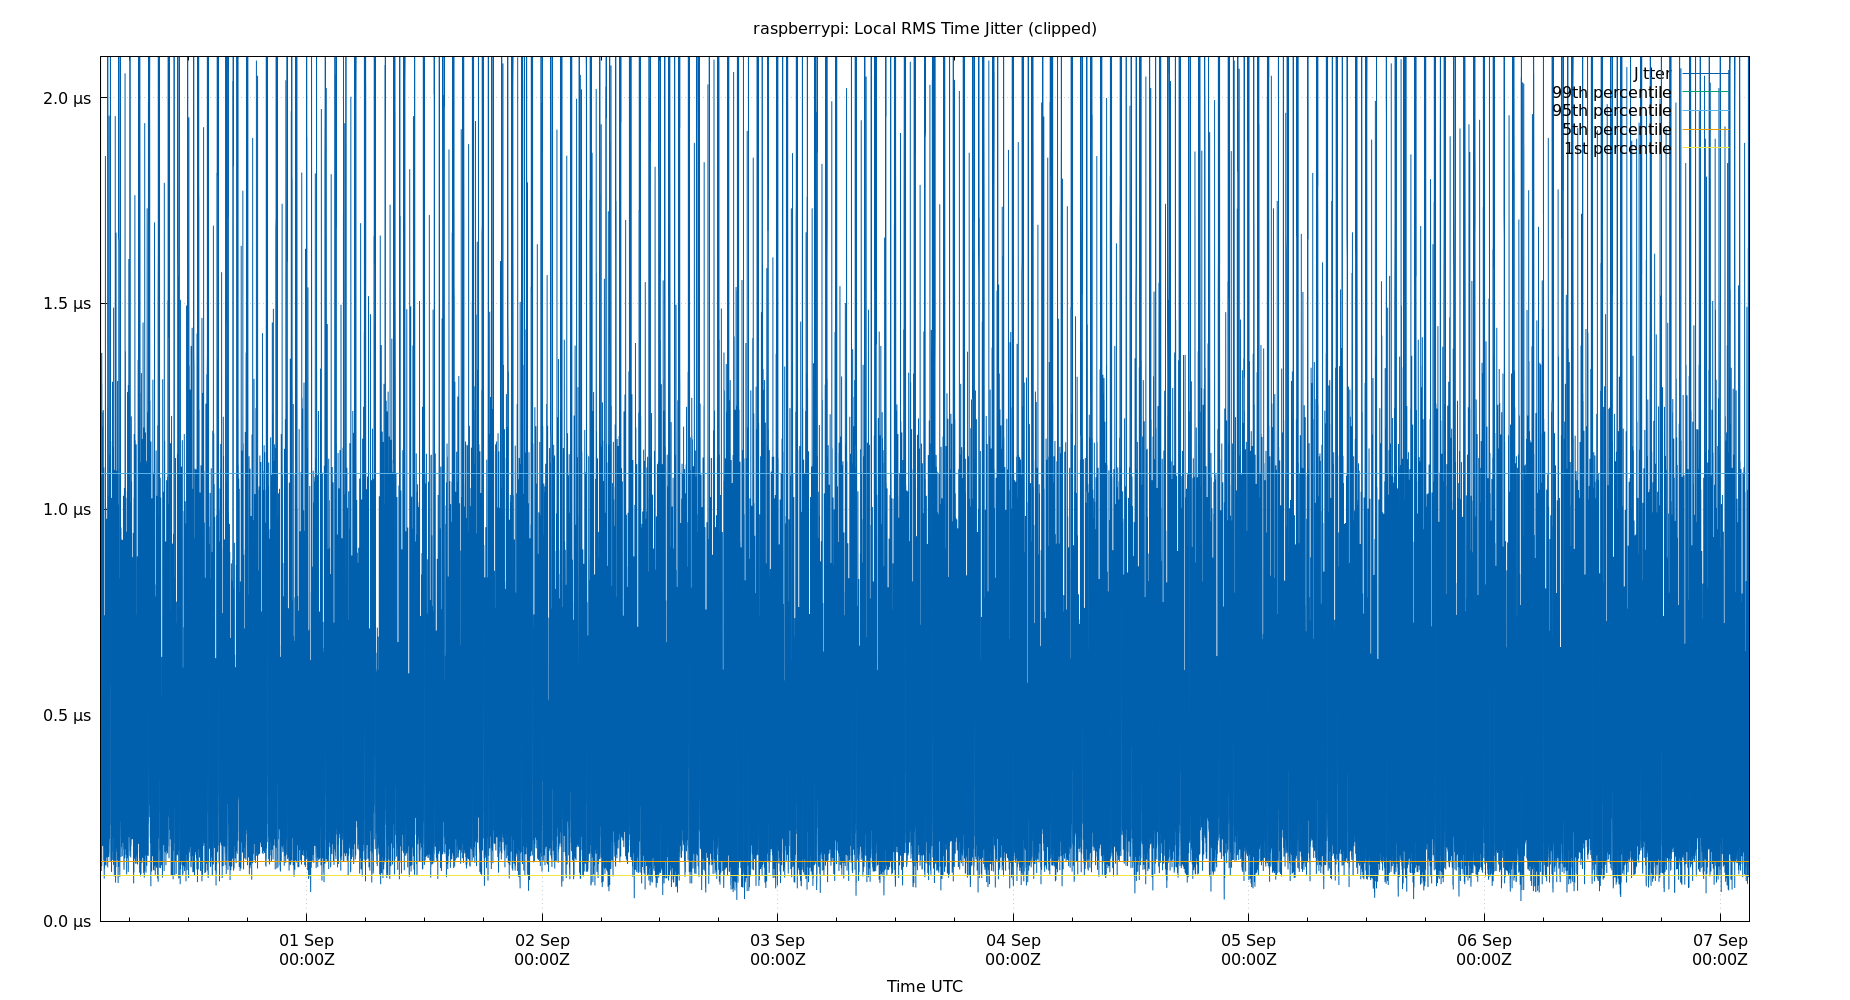 raspberrypi: Local RMS Time Jitter (clipped)
2.0 µs
1.5 µs
1.0 µs
0.5 µs
0.0 µs
Jitter
99th percentile
95th percentile
5th percentile
1st percentile
01 Sep
00:00Z
02 Sep
00:00Z
03 Sep
00:00Z
04 Sep
00:00Z
05 Sep
00:00Z
06 Sep
00:00Z
07 Sep
00:00Z
Time UTC